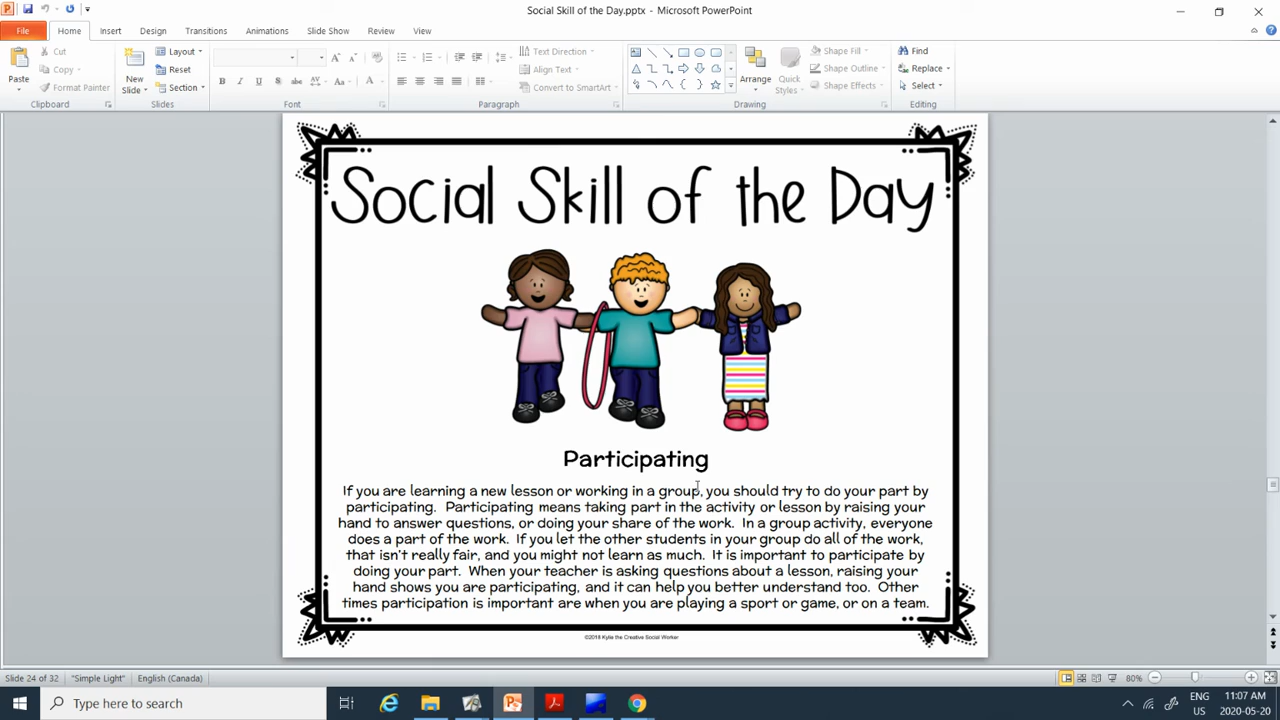 Social Skill of the Day.pptx - Microsoft PowerPoint
File Home Insert Design Transitions Animations Slide Show Review View
Paste Cut Copy Format Painter Clipboard
New Slide Layout Reset Section Slides
Font
Text Direction Align Text Convert to SmartArt Paragraph
Arrange Quick Styles Shape Fill Shape Outline Shape Effects Drawing
Find Replace Select Editing
Social Skill of the Day
Participating
If you are learning a new lesson or working in a group, you should try to do your part by
participating. Participating means taking part in the activity or lesson by raising your
hand to answer questions, or doing your share of the work. In a group activity, everyone
does a part of the work. If you let the other students in your group do all of the work,
that isn't really fair, and you might not learn as much. It is important to participate by
doing your part. When your teacher is asking questions about a lesson, raising your
hand shows you are participating, and it can help you better understand too. Other
times participation is important are when you are playing a sport or game, or on a team.
©2018 Kylie the Creative Social Worker
Slide 24 of 32 "Simple Light" English (Canada) 80%
Type here to search
ENG 11:07 AM
US 2020-05-20